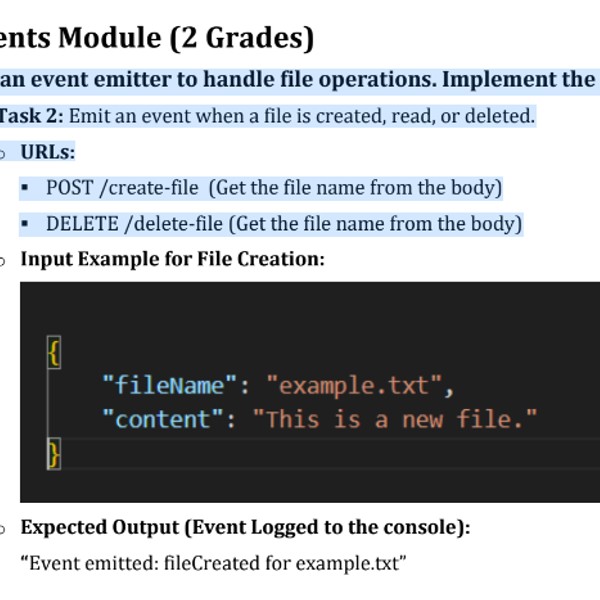 ents Module (2 Grades)
an event emitter to handle file operations. Implement the
Task 2: Emit an event when a file is created, read, or deleted.
○ URLs:
▪ POST /create-file (Get the file name from the body)
▪ DELETE /delete-file (Get the file name from the body)
○ Input Example for File Creation:
{
"fileName": "example.txt",
"content": "This is a new file."
}
○ Expected Output (Event Logged to the console):
“Event emitted: fileCreated for example.txt”